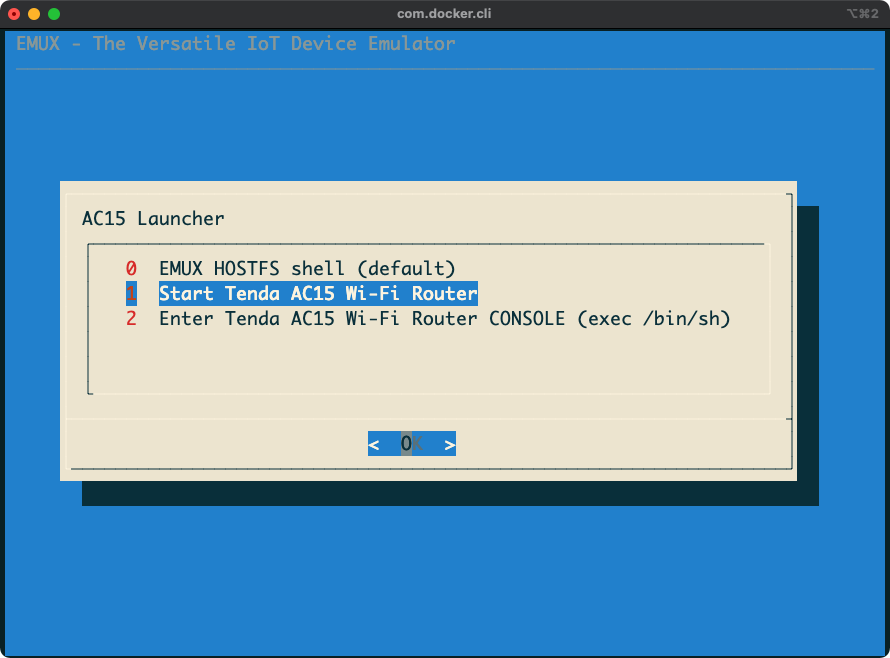 com.docker.cli
⌥⌘2
EMUX - The Versatile IoT Device Emulator
AC15 Launcher
0 EMUX HOSTFS shell (default)
1 Start Tenda AC15 Wi-Fi Router
2 Enter Tenda AC15 Wi-Fi Router CONSOLE (exec /bin/sh)
< OK >